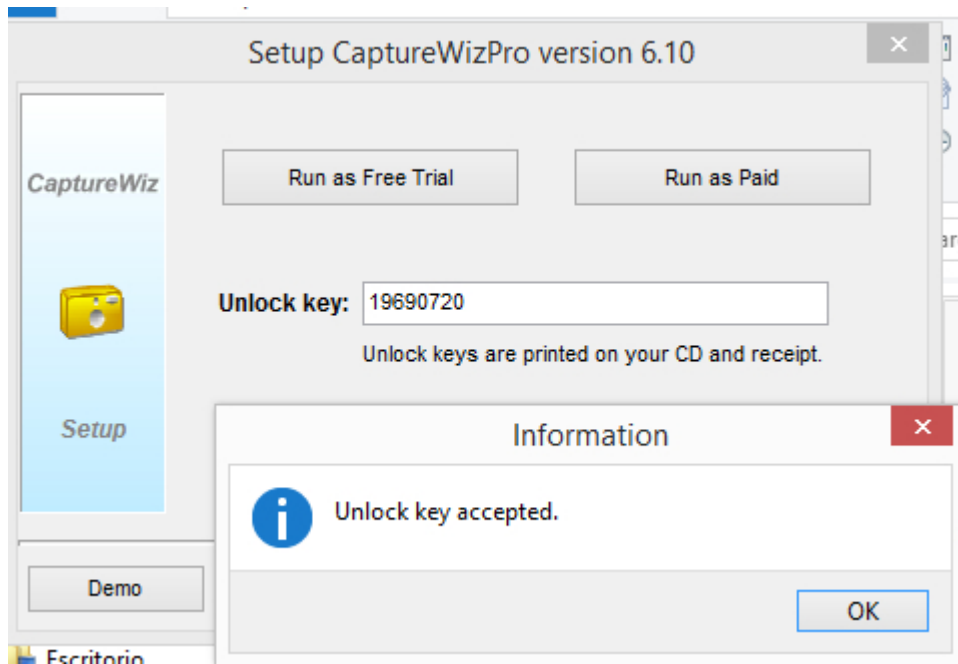 Setup CaptureWizPro version 6.10
CaptureWiz
Run as Free Trial
Run as Paid
Unlock key:
19690720
Unlock keys are printed on your CD and receipt.
Setup
Information
Unlock key accepted.
Demo
OK
Escritorio